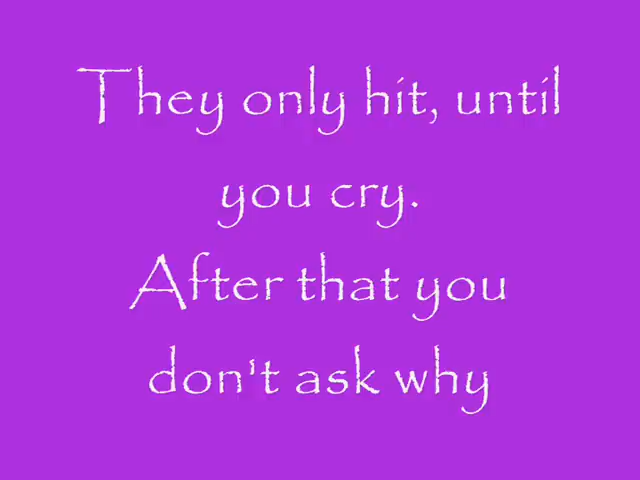 They only hit, until
you cry.
After that you
don't ask why